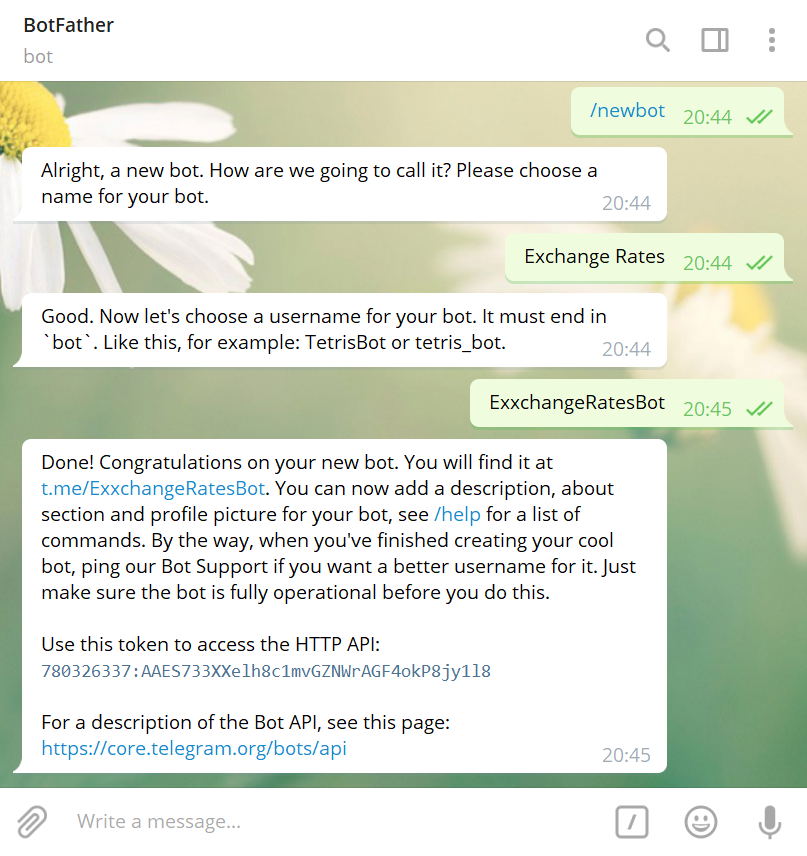 BotFather
bot
/newbot 20:44
Alright, a new bot. How are we going to call it? Please choose a
name for your bot. 20:44
Exchange Rates 20:44
Good. Now let's choose a username for your bot. It must end in
`bot`. Like this, for example: TetrisBot or tetris_bot. 20:44
ExxchangeRatesBot 20:45
Done! Congratulations on your new bot. You will find it at
t.me/ExxchangeRatesBot. You can now add a description, about
section and profile picture for your bot, see /help for a list of
commands. By the way, when you've finished creating your cool
bot, ping our Bot Support if you want a better username for it. Just
make sure the bot is fully operational before you do this.
Use this token to access the HTTP API:
780326337:AAES733XXelh8c1mvGZNWrAGF4okP8jy1l8
For a description of the Bot API, see this page:
https://core.telegram.org/bots/api 20:45
Write a message...